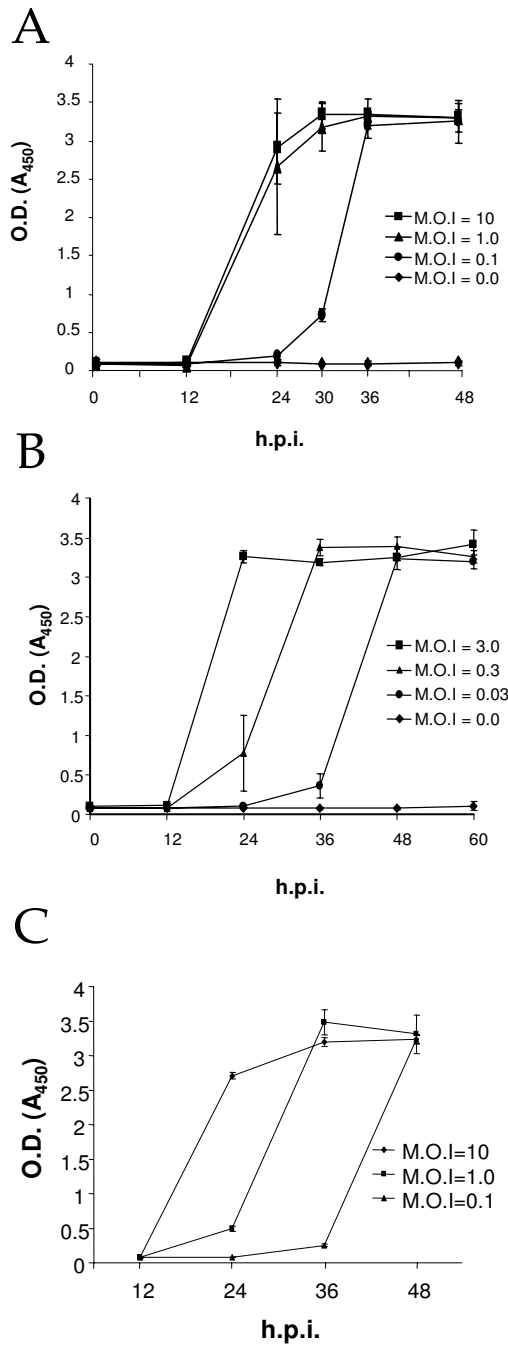 A
4
3.5
3
2.5
2
1.5
1
0.5
0
O.D. (A450)
M.O.I = 10
M.O.I = 1.0
M.O.I = 0.1
M.O.I = 0.0
0 12 24 30 36 48
h.p.i.
B
4
3.5
3
2.5
2
1.5
1
0.5
0
O.D. (A450)
M.O.I = 3.0
M.O.I = 0.3
M.O.I = 0.03
M.O.I = 0.0
0 12 24 36 48 60
h.p.i.
C
4
3.5
3
2.5
2
1.5
1
0.5
0
O.D. (A450)
M.O.I=10
M.O.I=1.0
M.O.I=0.1
12 24 36 48
h.p.i.